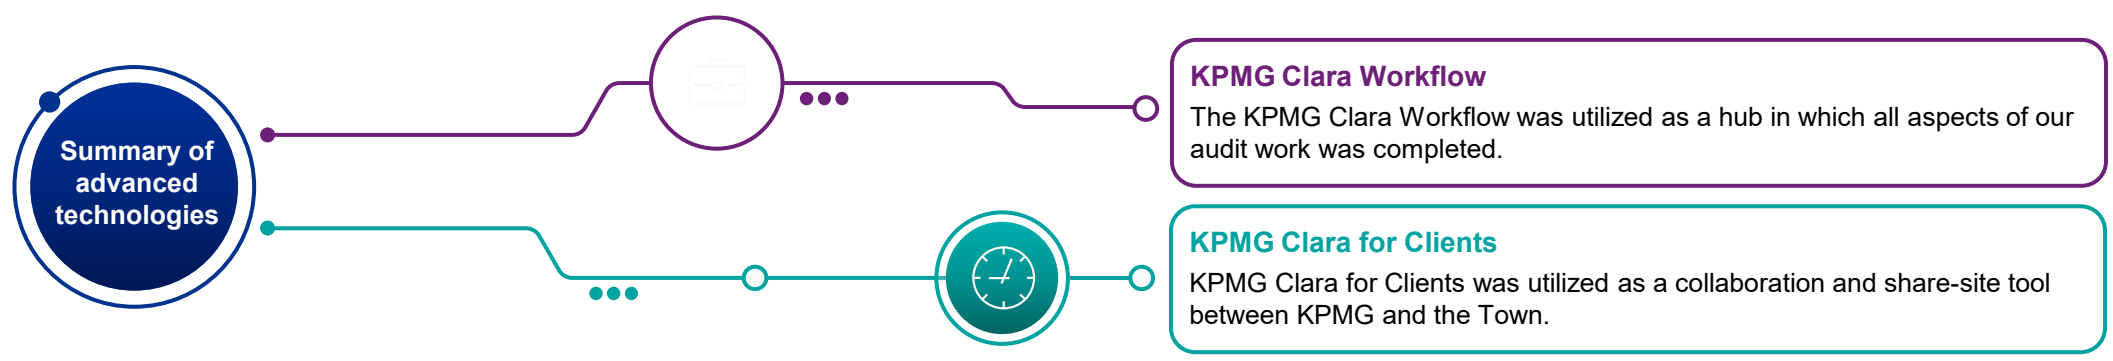 Summary of
advanced
technologies
KPMG Clara Workflow
The KPMG Clara Workflow was utilized as a hub in which all aspects of our
audit work was completed.
KPMG Clara for Clients
KPMG Clara for Clients was utilized as a collaboration and share-site tool
between KPMG and the Town.